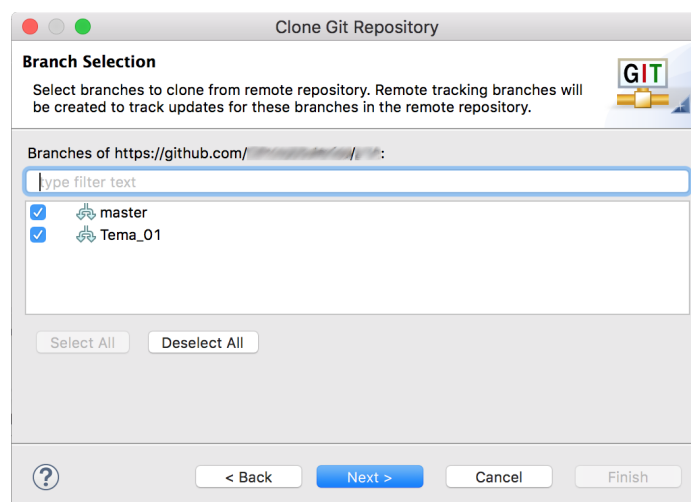 Clone Git Repository
Branch Selection
GIT
Select branches to clone from remote repository. Remote tracking branches will
be created to track updates for these branches in the remote repository.
Branches of https://github.com/ / :
type filter text
master
Tema_01
Select All Deselect All
? < Back Next > Cancel Finish